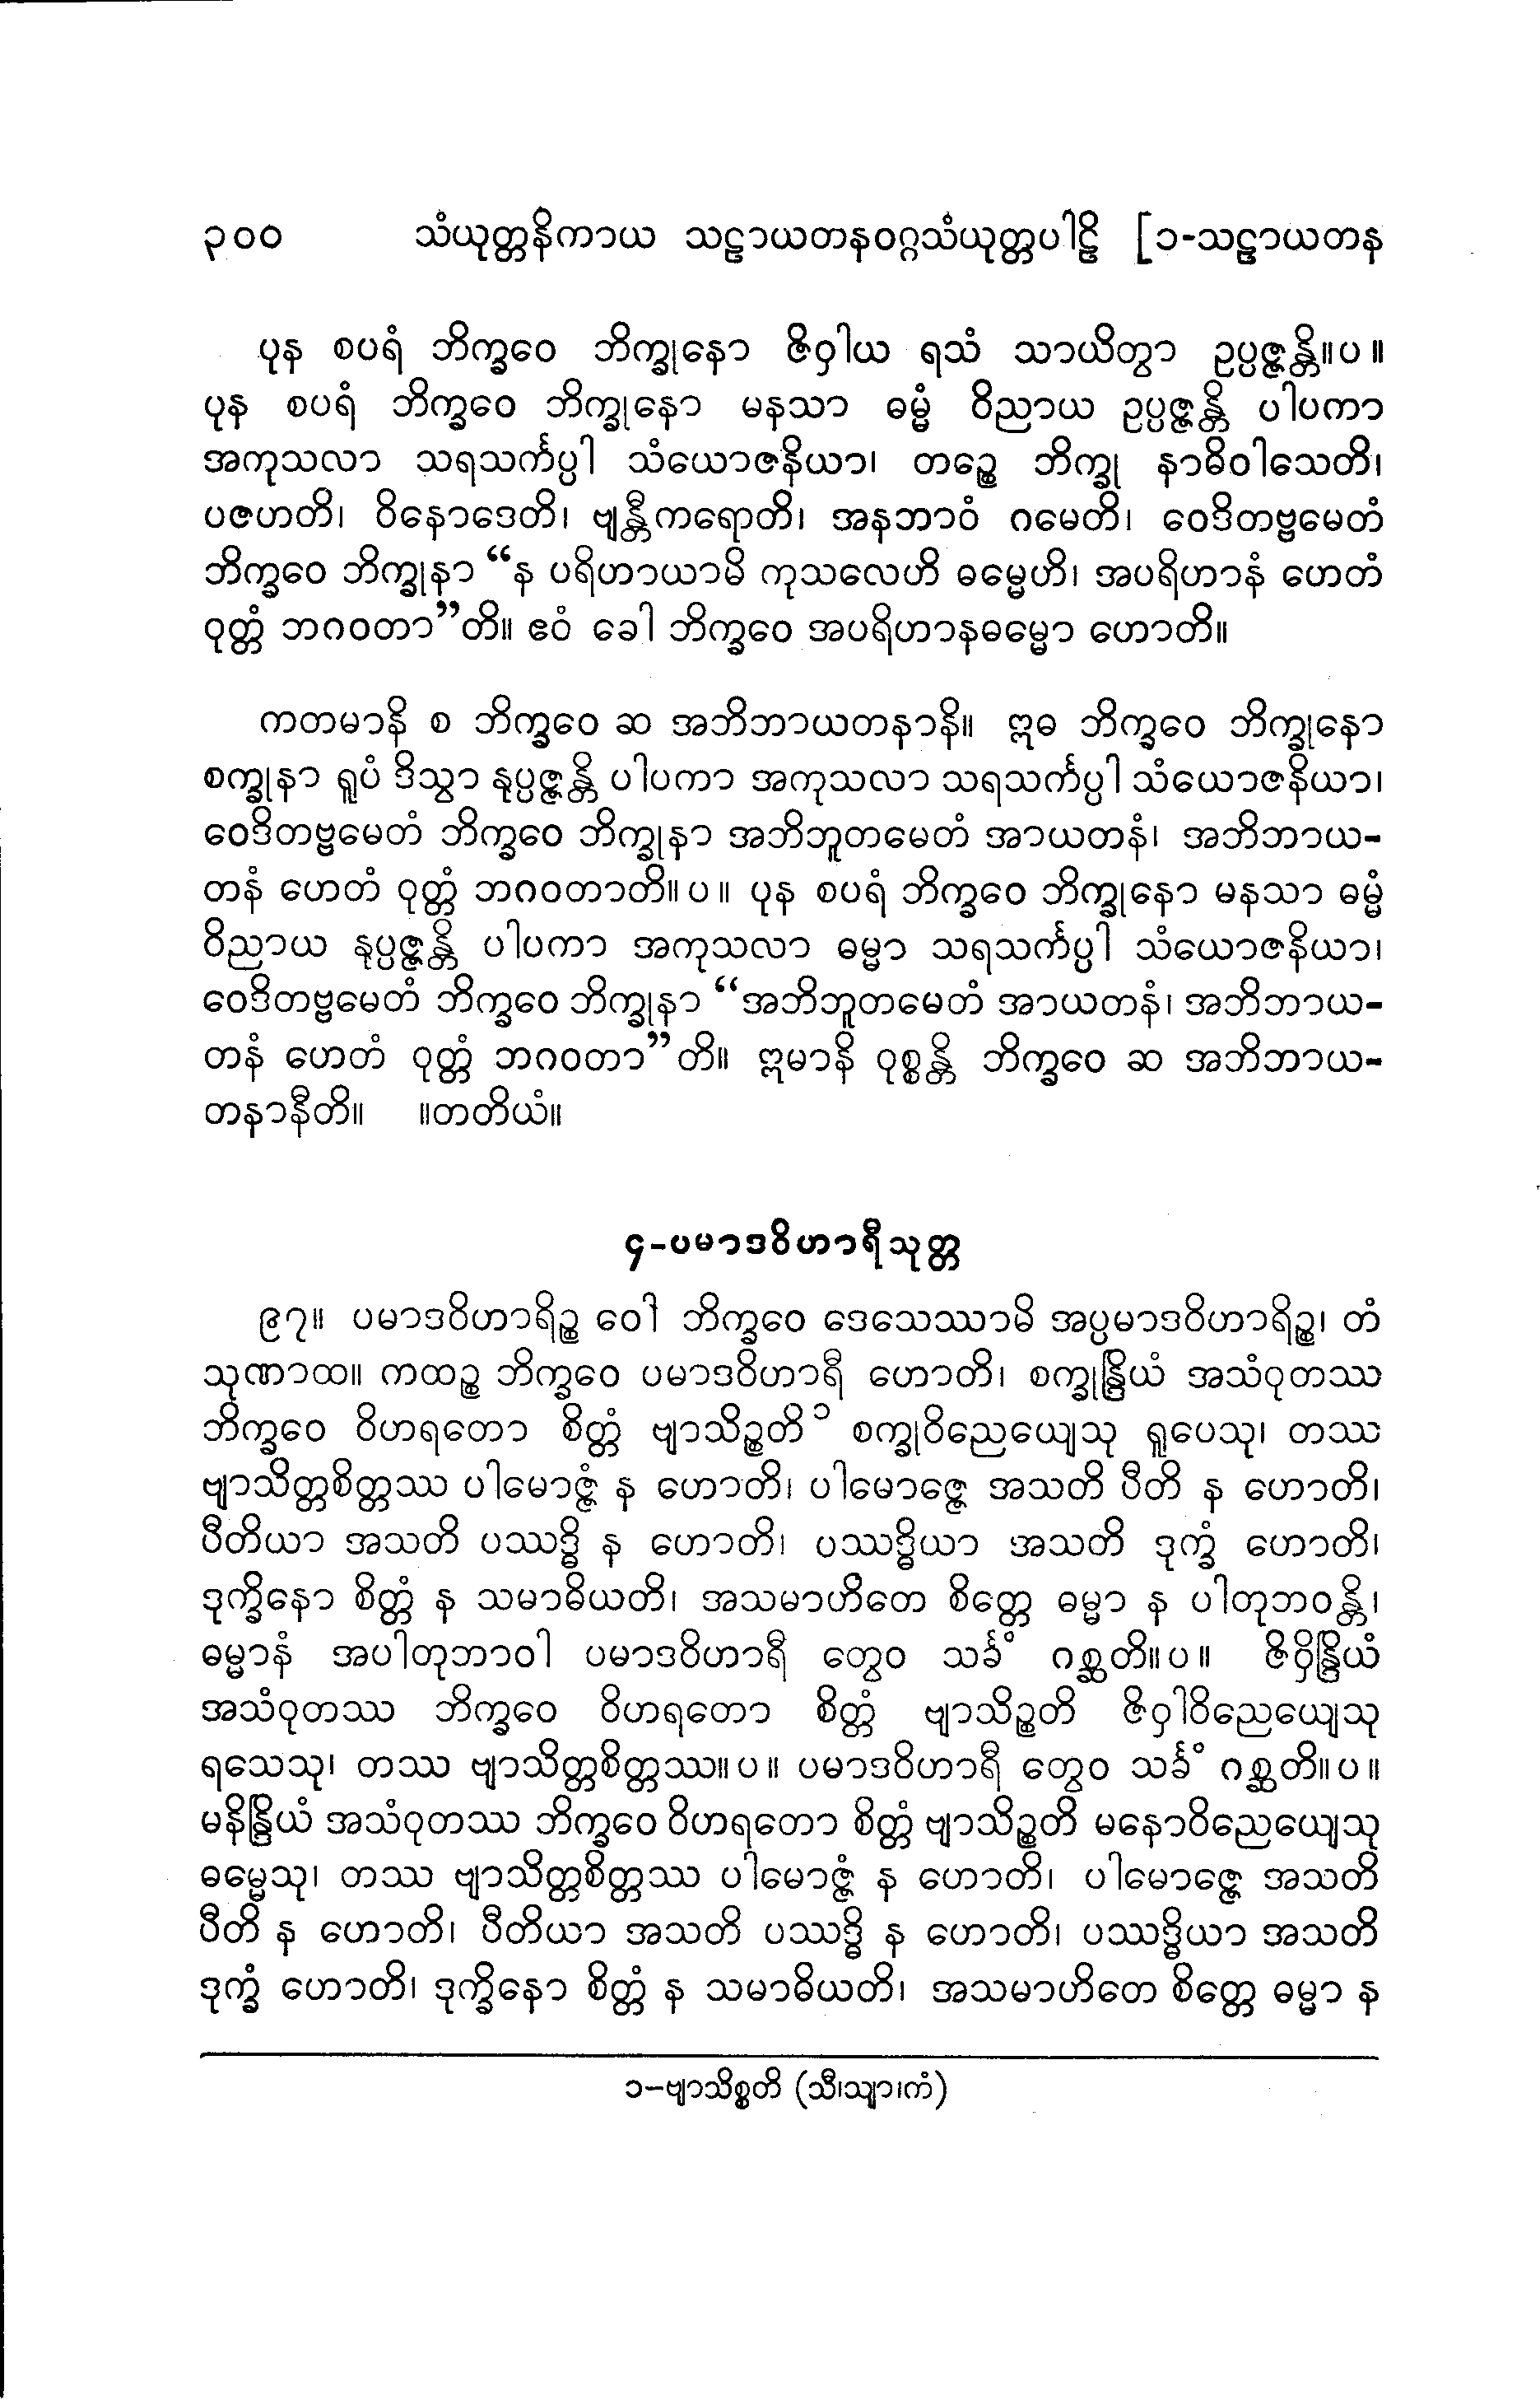 ၃၀၀ သံယုတ္တနိကာယ သဠာယတနဝဂ္ဂသံယုတ္တပါဠိ [၁-သဠာယတန
ပုန စပရံ ဘိက္ခဝေ ဘိက္ခုနော ဇိဝှါယ ရသံ သာယိတွာ ဥပ္ပဇ္ဇန္တိ။ပ။
ပုန စပရံ ဘိက္ခဝေ ဘိက္ခုနော မနသာ ဓမ္မံ ဝိညာယ ဥပ္ပဇ္ဇန္တိ ပါပကာ
အကုသလာ သရသင်္ကပ္ပါ သံယောဇနိယာ၊ တဉ္စေ ဘိက္ခု နာဓိဝါသေတိ၊
ပဇဟတိ၊ ဝိနောဒေတိ၊ ဗျန္တီကရောတိ၊ အနဘာဝံ ဂမေတိ၊ ဝေဒိတဗ္ဗမေတံ
ဘိက္ခဝေ ဘိက္ခုနာ “န ပရိဟာယာမိ ကုသလေဟိ ဓမ္မေဟိ၊ အပရိဟာနံ ဟေတံ
ဝုတ္တံ ဘဂဝတာ”တိ။ ဧဝံ ခေါ ဘိက္ခဝေ အပရိဟာနဓမ္မော ဟောတိ။
ကတမာနိ စ ဘိက္ခဝေ ဆ အဘိဘာယတနာနိ။ ဣဓ ဘိက္ခဝေ ဘိက္ခုနော
စက္ခုနာ ရူပံ ဒိသွာ နုပ္ပဇ္ဇန္တိ ပါပကာ အကုသလာ သရသင်္ကပ္ပါ သံယောဇနိယာ၊
ဝေဒိတဗ္ဗမေတံ ဘိက္ခဝေ ဘိက္ခုနာ အဘိဘူတမေတံ အာယတနံ၊ အဘိဘာယ-
တနံ ဟေတံ ဝုတ္တံ ဘဂဝတာတိ။ပ။ ပုန စပရံ ဘိက္ခဝေ ဘိက္ခုနော မနသာ ဓမ္မံ
ဝိညာယ နုပ္ပဇ္ဇန္တိ ပါပကာ အကုသလာ ဓမ္မာ သရသင်္ကပ္ပါ သံယောဇနိယာ၊
ဝေဒိတဗ္ဗမေတံ ဘိက္ခဝေ ဘိက္ခုနာ “အဘိဘူတမေတံ အာယတနံ၊ အဘိဘာယ-
တနံ ဟေတံ ဝုတ္တံ ဘဂဝတာ”တိ။ ဣမာနိ ဝုစ္စန္တိ ဘိက္ခဝေ ဆ အဘိဘာယ-
တနာနီတိ။ ။တတိယံ။
၄-ပမာဒဝိဟာရီသုတ္တ
၉၇။ ပမာဒဝိဟာရိဉ္စ ဝေါ ဘိက္ခဝေ ဒေသေဿာမိ အပ္ပမာဒဝိဟာရိဉ္စ၊ တံ
သုဏာထ။ ကထဉ္စ ဘိက္ခဝေ ပမာဒဝိဟာရီ ဟောတိ၊ စက္ခုန္ဒြိယံ အသံဝုတဿ
ဘိက္ခဝေ ဝိဟရတော စိတ္တံ ဗျာသိဉ္စတိ ၁ စက္ခုဝိညေယျေသု ရူပေသု၊ တဿ
ဗျာသိတ္တစိတ္တဿ ပါမောဇ္ဇံ န ဟောတိ၊ ပါမောဇ္ဇေ အသတိ ပီတိ န ဟောတိ၊
ပီတိယာ အသတိ ပဿဒ္ဓိ န ဟောတိ၊ ပဿဒ္ဓိယာ အသတိ ဒုက္ခံ ဟောတိ၊
ဒုက္ခိနော စိတ္တံ န သမာဓိယတိ၊ အသမာဟိတေ စိတ္တေ ဓမ္မာ န ပါတုဘဝန္တိ၊
ဓမ္မာနံ အပါတုဘာဝါ ပမာဒဝိဟာရီ တွေဝ သင်္ခံ ဂစ္ဆတိ။ပ။ ဇိဝှိန္ဒြိယံ
အသံဝုတဿ ဘိက္ခဝေ ဝိဟရတော စိတ္တံ ဗျာသိဉ္စတိ ဇိဝှါဝိညေယျေသု
ရသေသု၊ တဿ ဗျာသိတ္တစိတ္တဿ။ပ။ ပမာဒဝိဟာရီ တွေဝ သင်္ခံ ဂစ္ဆတိ။ပ။
မနိန္ဒြိယံ အသံဝုတဿ ဘိက္ခဝေ ဝိဟရတော စိတ္တံ ဗျာသိဉ္စတိ မနောဝိညေယျေသု
ဓမ္မေသု၊ တဿ ဗျာသိတ္တစိတ္တဿ ပါမောဇ္ဇံ န ဟောတိ၊ ပါမောဇ္ဇေ အသတိ
ပီတိ န ဟောတိ၊ ပီတိယာ အသတိ ပဿဒ္ဓိ န ဟောတိ၊ ပဿဒ္ဓိယာ အသတိ
ဒုက္ခံ ဟောတိ၊ ဒုက္ခိနော စိတ္တံ န သမာဓိယတိ၊ အသမာဟိတေ စိတ္တေ ဓမ္မာ န
၁-ဗျာသိစ္စတိ (သီ၊သျာ၊ကံ)